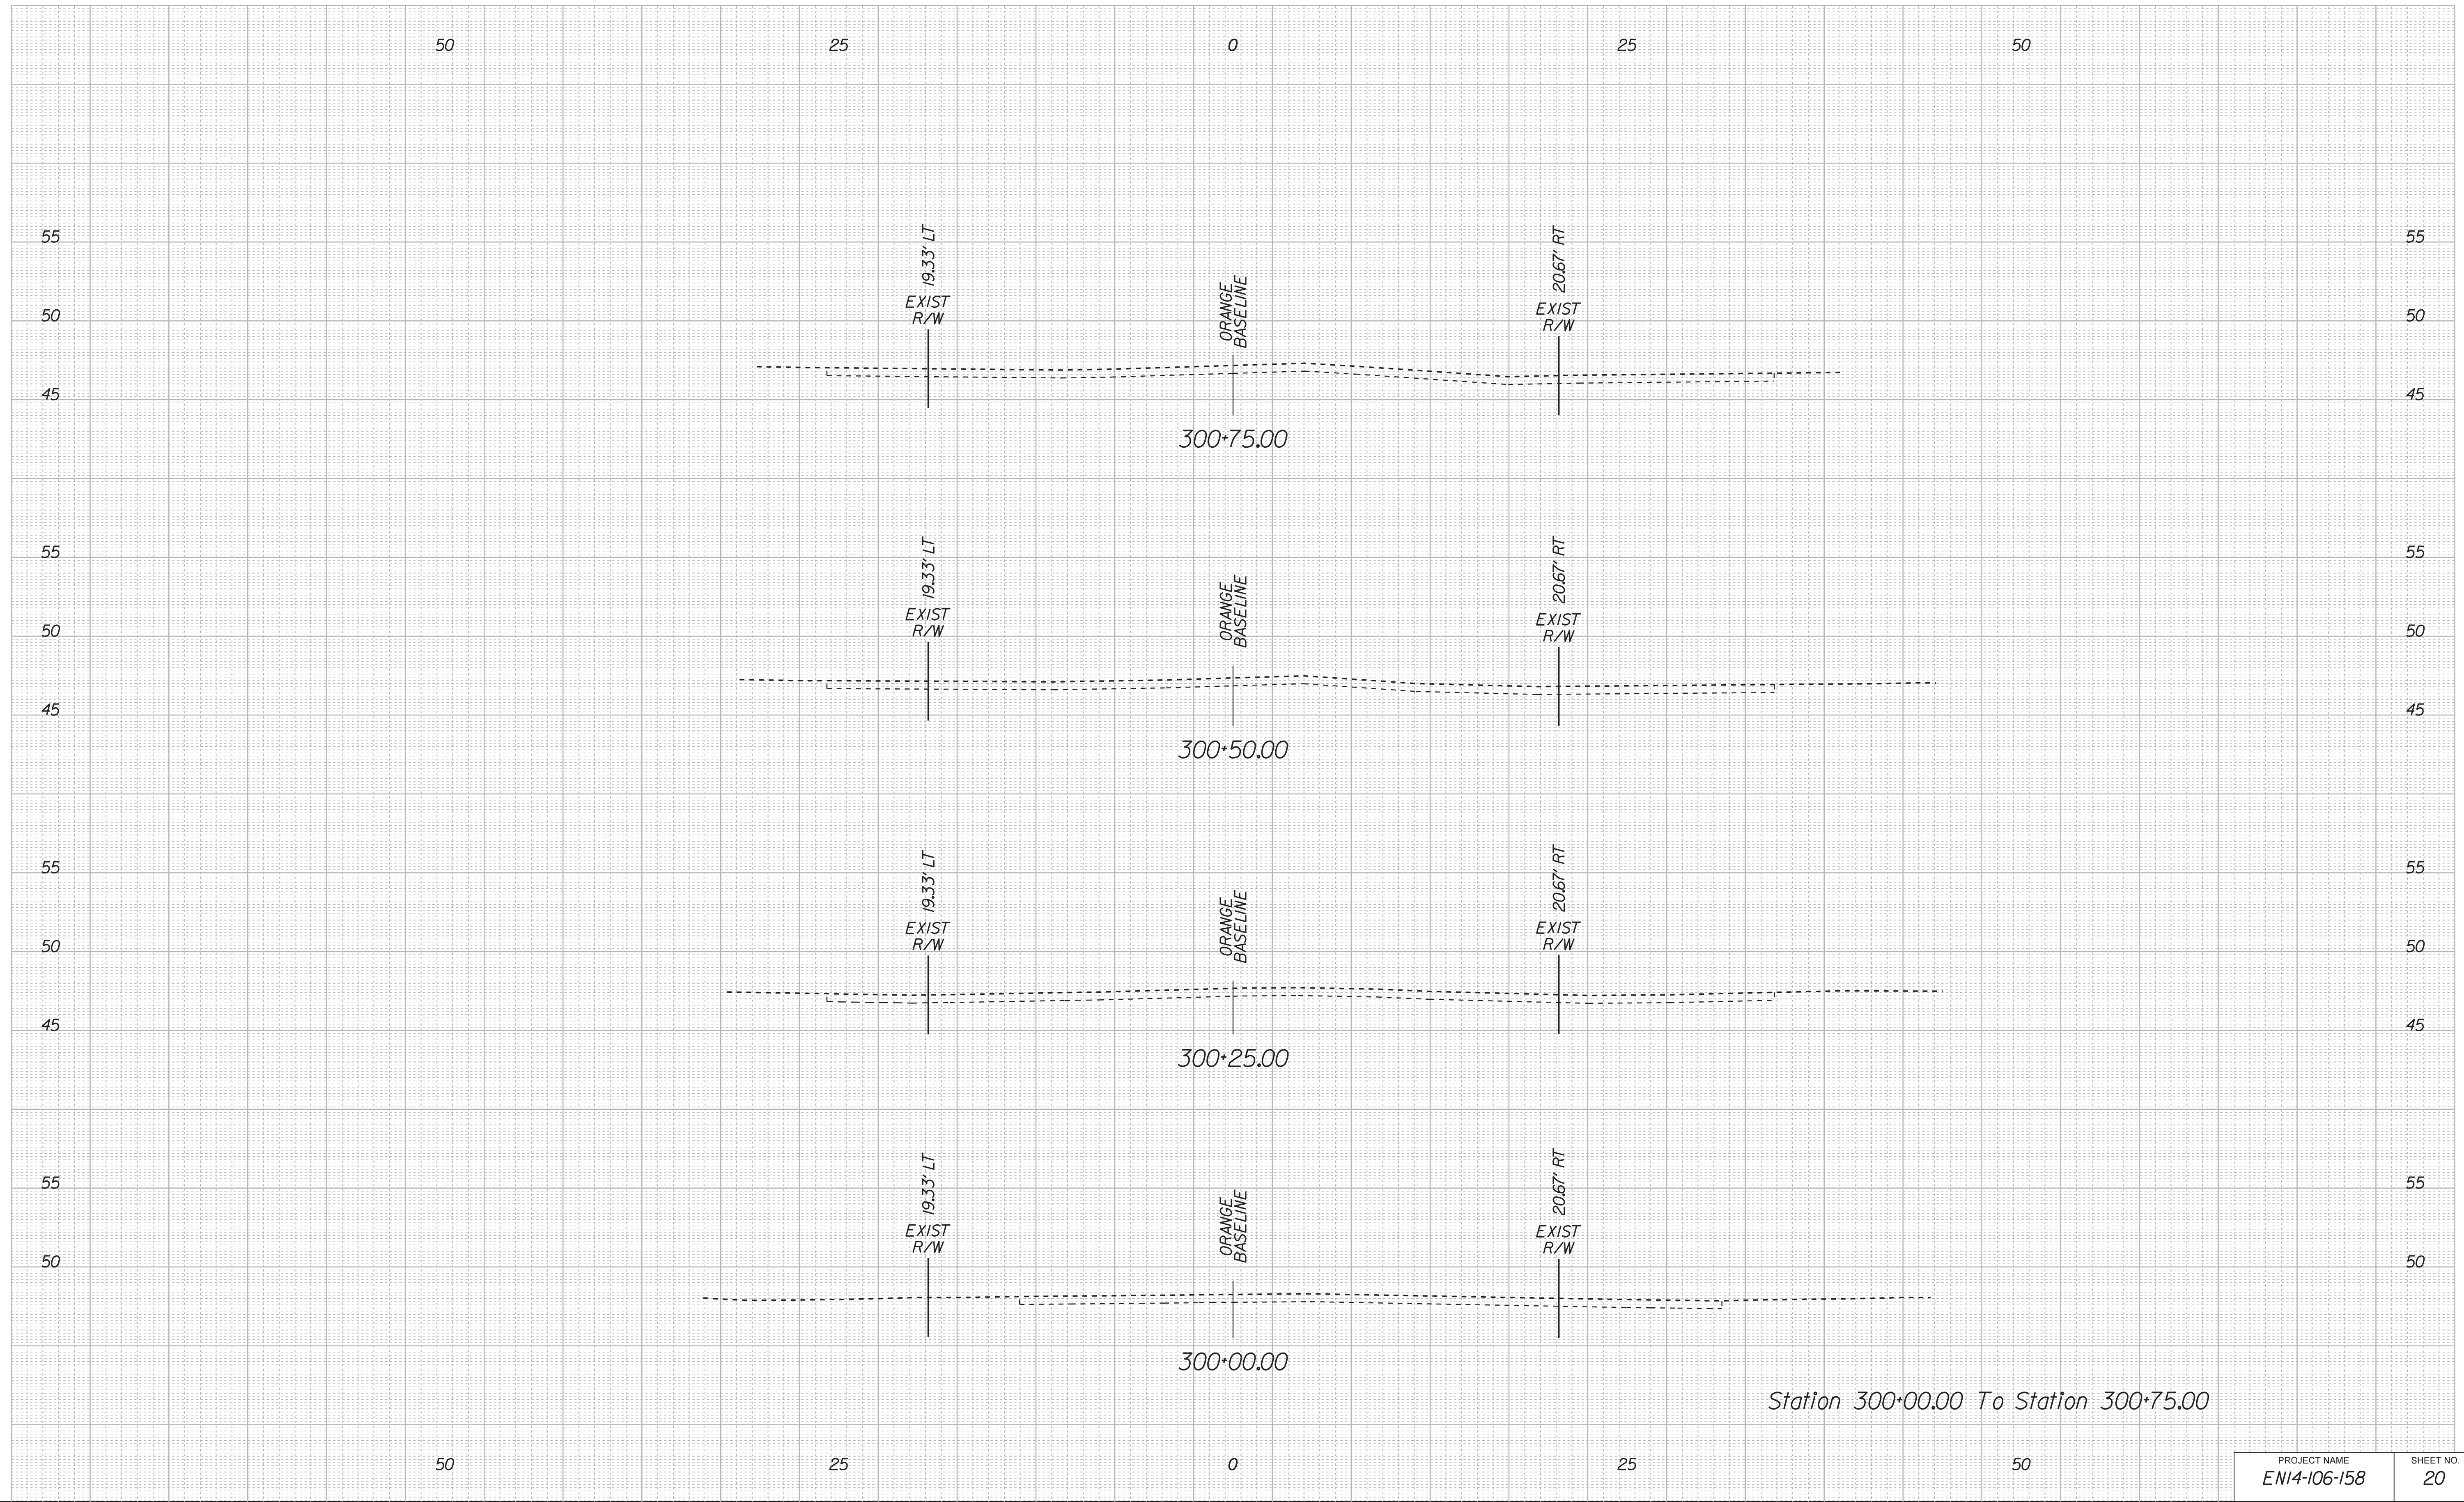 50 25 0 25 50
19.33' LT
20.67' RT
55 55
EXIST
R/W
ORANGE
BASELINE
EXIST
R/W
50 50
45 45
300+75.00
19.33' LT
20.67' RT
55 55
EXIST
R/W
ORANGE
BASELINE
EXIST
R/W
50 50
45 45
300+50.00
19.33' LT
20.67' RT
55 55
EXIST
R/W
ORANGE
BASELINE
EXIST
R/W
50 50
45 45
300+25.00
19.33' LT
20.67' RT
55 55
EXIST
R/W
ORANGE
BASELINE
EXIST
R/W
50 50
300+00.00
Station 300+00.00 To Station 300+75.00
50 25 0 25 50
PROJECT NAME
EN14-106-158
SHEET NO.
20